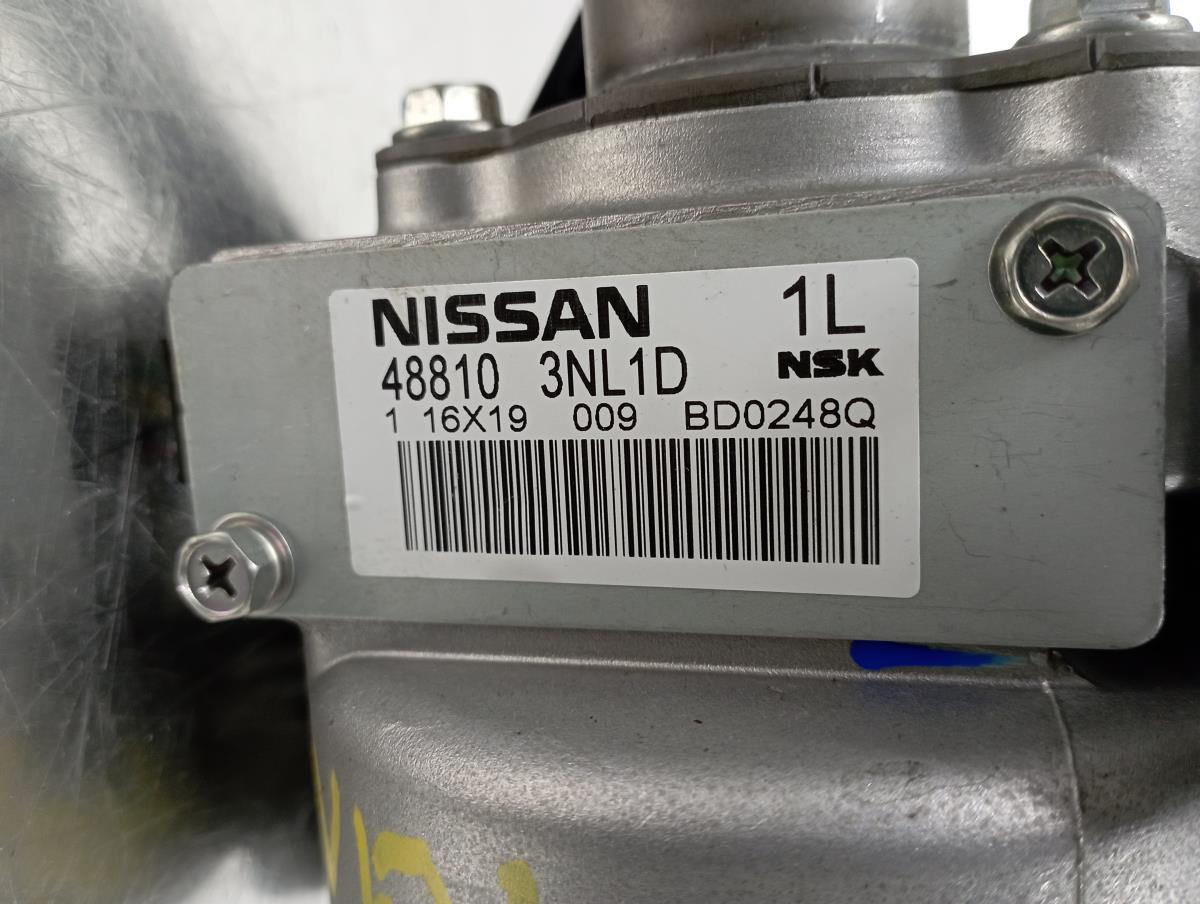 NISSAN 1L
48810 3NL1D NSK
1 16X19 009 BD0248Q